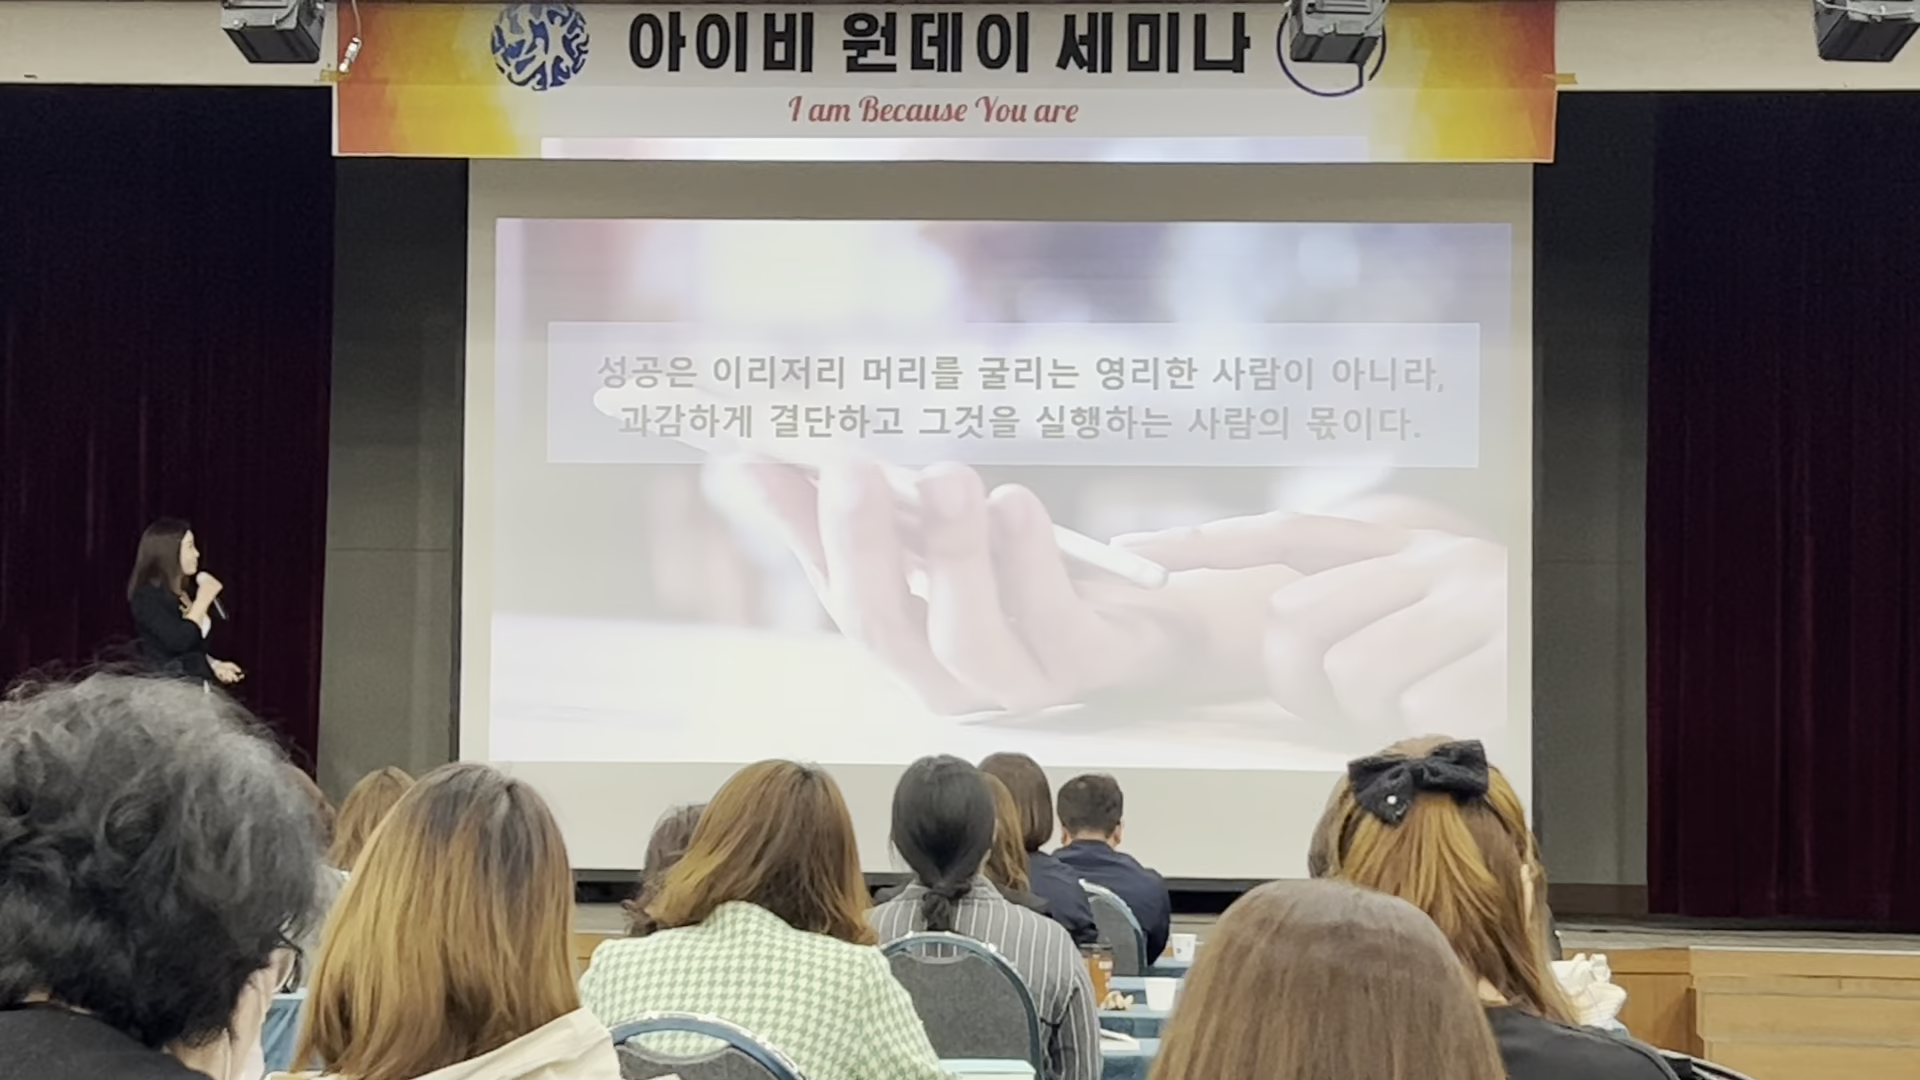 아이비 원데이 세미나
I am Because You are
성공은 이리저리 머리를 굴리는 영리한 사람이 아니라,
과감하게 결단하고 그것을 실행하는 사람의 몫이다.